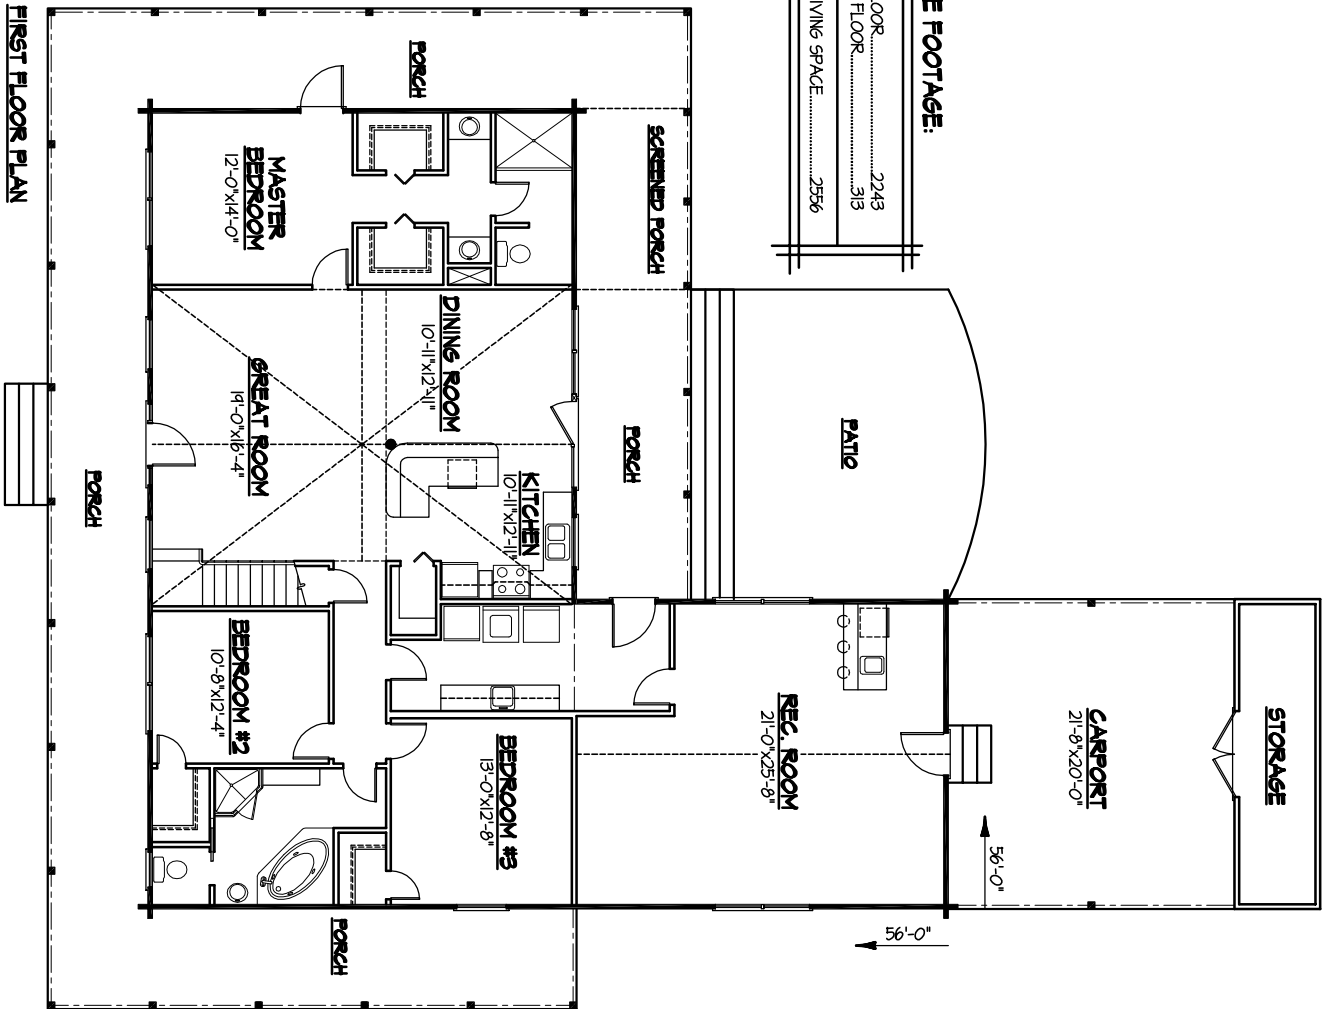 E FOOTAGE:
LOOR..............2243
FLOOR..............313
IVING SPACE.........2556
STORAGE
CARPORT
21'-8"x20'-0"
56'-0"
56'-0"
PATIO
REC. ROOM
21'-0"x25'-8"
SCREENED PORCH
PORCH
KITCHEN
10'-11"x12'-11"
BEDROOM #3
13'-0"x12'-8"
DINING ROOM
10'-11"x12'-11"
PORCH
PORCH
MASTER
BEDROOM
12'-0"x14'-0"
GREAT ROOM
19'-0"x16'-4"
BEDROOM #2
10'-8"x12'-4"
PORCH
FIRST FLOOR PLAN